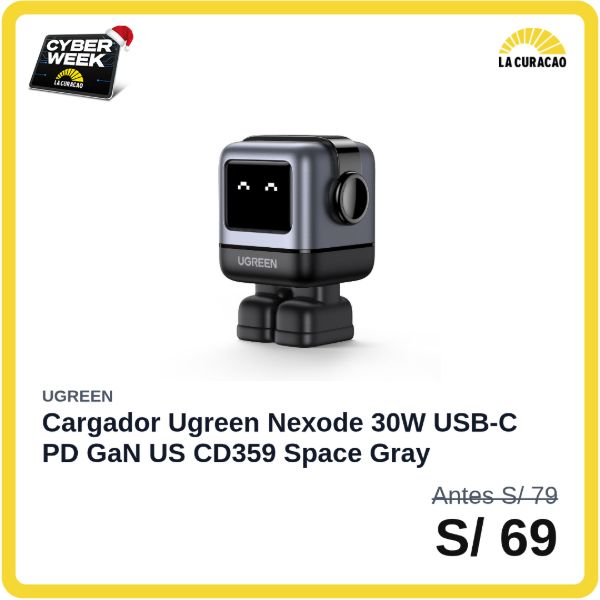 CYBER
WEEK
LA CURACAO
LA CURACAO
UGREEN
UGREEN
Cargador Ugreen Nexode 30W USB-C
PD GaN US CD359 Space Gray
Antes S/ 79
S/ 69